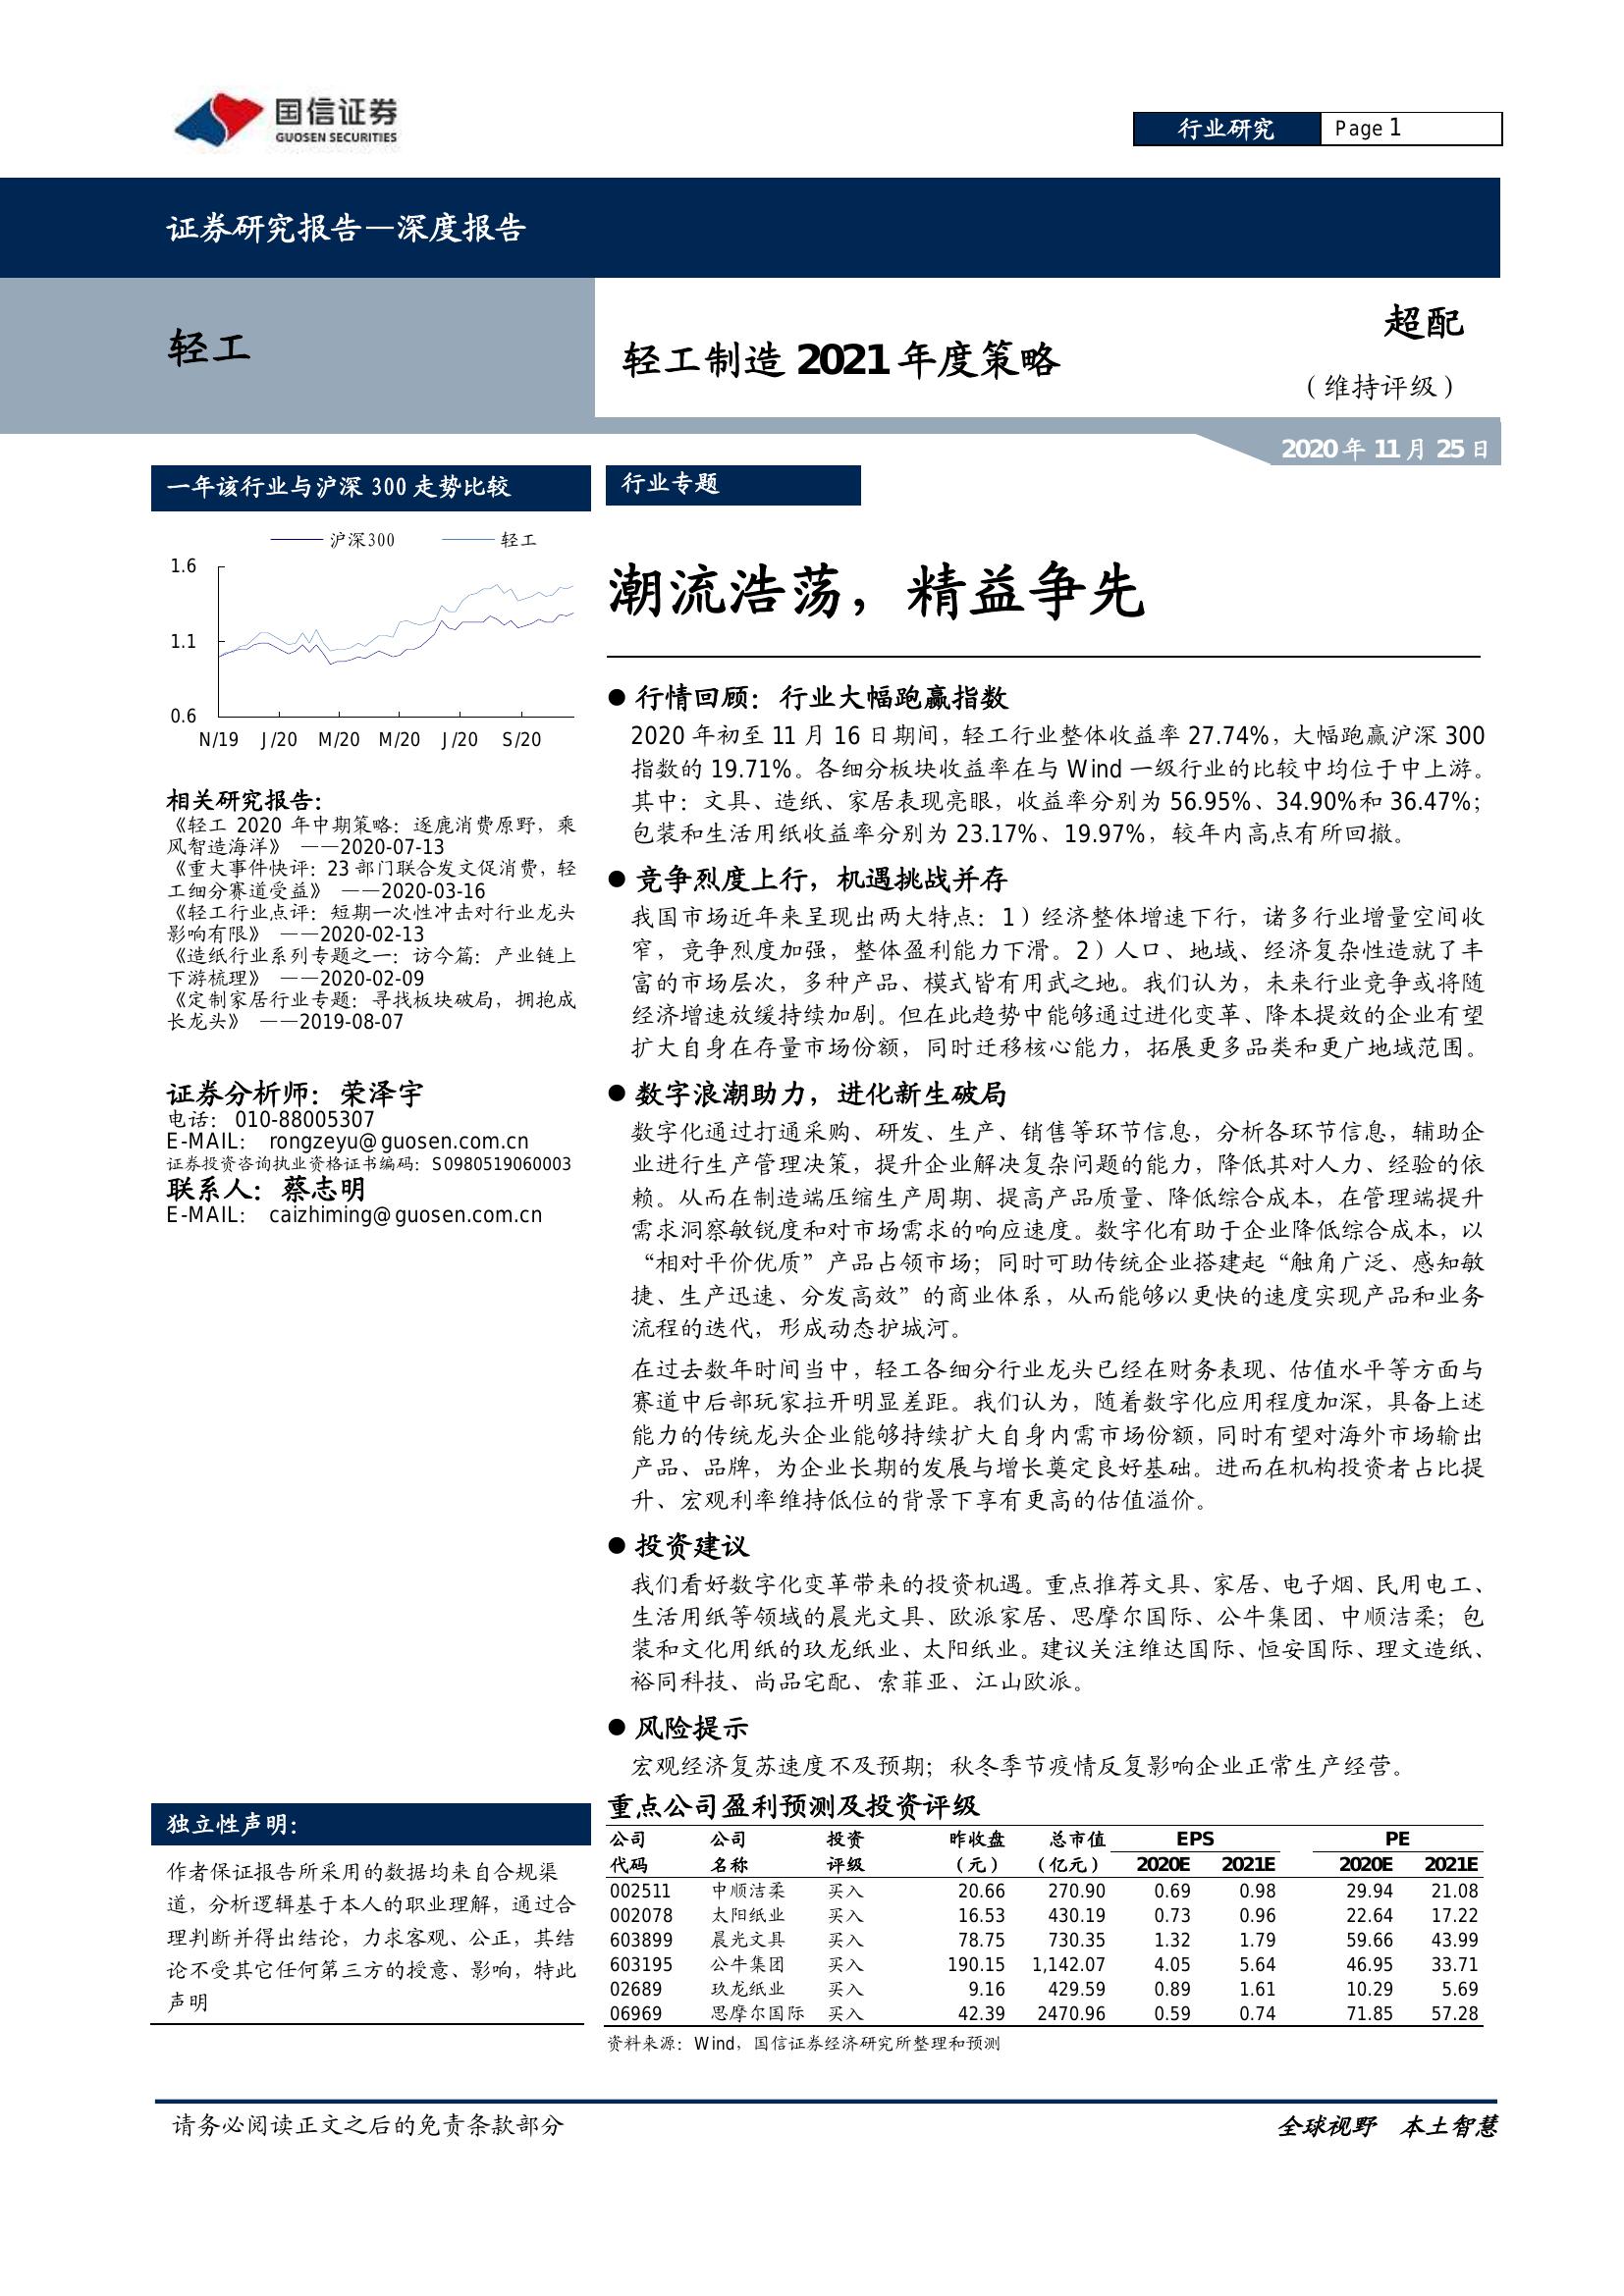 国信证券
GUOSEN SECURITIES
行业研究
Page 1
证券研究报告—深度报告
轻工
轻工制造 2021 年度策略
超配
（维持评级）
2020 年 11 月 25 日
一年该行业与沪深 300 走势比较
沪深300 轻工
1.6
1.1
0.6
N/19 J/20 M/20 M/20 J/20 S/20
相关研究报告：
《轻工 2020 年中期策略：逐鹿消费原野，乘
风智造海洋》 ——2020-07-13
《重大事件快评：23 部门联合发文促消费，轻
工细分赛道受益》 ——2020-03-16
《轻工行业点评：短期一次性冲击对行业龙头
影响有限》 ——2020-02-13
《造纸行业系列专题之一：访今篇：产业链上
下游梳理》 ——2020-02-09
《定制家居行业专题：寻找板块破局，拥抱成
长龙头》 ——2019-08-07
证券分析师：荣泽宇
电话： 010-88005307
E-MAIL： rongzeyu@guosen.com.cn
证券投资咨询执业资格证书编码：S0980519060003
联系人：蔡志明
E-MAIL： caizhiming@guosen.com.cn
独立性声明：
作者保证报告所采用的数据均来自合规渠
道，分析逻辑基于本人的职业理解，通过合
理判断并得出结论，力求客观、公正，其结
论不受其它任何第三方的授意、影响，特此
声明
行业专题
潮流浩荡，精益争先
● 行情回顾：行业大幅跑赢指数
2020 年初至 11 月 16 日期间，轻工行业整体收益率 27.74%，大幅跑赢沪深 300
指数的 19.71%。各细分板块收益率在与 Wind 一级行业的比较中均位于中上游。
其中：文具、造纸、家居表现亮眼，收益率分别为 56.95%、34.90%和 36.47%；
包装和生活用纸收益率分别为 23.17%、19.97%，较年内高点有所回撤。
● 竞争烈度上行，机遇挑战并存
我国市场近年来呈现出两大特点：1）经济整体增速下行，诸多行业增量空间收
窄，竞争烈度加强，整体盈利能力下滑。2）人口、地域、经济复杂性造就了丰
富的市场层次，多种产品、模式皆有用武之地。我们认为，未来行业竞争或将随
经济增速放缓持续加剧。但在此趋势中能够通过进化变革、降本提效的企业有望
扩大自身在存量市场份额，同时迁移核心能力，拓展更多品类和更广地域范围。
● 数字浪潮助力，进化新生破局
数字化通过打通采购、研发、生产、销售等环节信息，分析各环节信息，辅助企
业进行生产管理决策，提升企业解决复杂问题的能力，降低其对人力、经验的依
赖。从而在制造端压缩生产周期、提高产品质量、降低综合成本，在管理端提升
需求洞察敏锐度和对市场需求的响应速度。数字化有助于企业降低综合成本，以
“相对平价优质”产品占领市场；同时可助传统企业搭建起“触角广泛、感知敏
捷、生产迅速、分发高效”的商业体系，从而能够以更快的速度实现产品和业务
流程的迭代，形成动态护城河。
在过去数年时间当中，轻工各细分行业龙头已经在财务表现、估值水平等方面与
赛道中后部玩家拉开明显差距。我们认为，随着数字化应用程度加深，具备上述
能力的传统龙头企业能够持续扩大自身内需市场份额，同时有望对海外市场输出
产品、品牌，为企业长期的发展与增长奠定良好基础。进而在机构投资者占比提
升、宏观利率维持低位的背景下享有更高的估值溢价。
● 投资建议
我们看好数字化变革带来的投资机遇。重点推荐文具、家居、电子烟、民用电工、
生活用纸等领域的晨光文具、欧派家居、思摩尔国际、公牛集团、中顺洁柔；包
装和文化用纸的玖龙纸业、太阳纸业。建议关注维达国际、恒安国际、理文造纸、
裕同科技、尚品宅配、索菲亚、江山欧派。
● 风险提示
宏观经济复苏速度不及预期；秋冬季节疫情反复影响企业正常生产经营。
重点公司盈利预测及投资评级
公司 公司 投资 昨收盘 总市值 EPS PE
代码 名称 评级 （元） （亿元） 2020E 2021E 2020E 2021E
002511 中顺洁柔 买入 20.66 270.90 0.69 0.98 29.94 21.08
002078 太阳纸业 买入 16.53 430.19 0.73 0.96 22.64 17.22
603899 晨光文具 买入 78.75 730.35 1.32 1.79 59.66 43.99
603195 公牛集团 买入 190.15 1,142.07 4.05 5.64 46.95 33.71
02689 玖龙纸业 买入 9.16 429.59 0.89 1.61 10.29 5.69
06969 思摩尔国际 买入 42.39 2470.96 0.59 0.74 71.85 57.28
资料来源：Wind，国信证券经济研究所整理和预测
请务必阅读正文之后的免责条款部分
全球视野 本土智慧